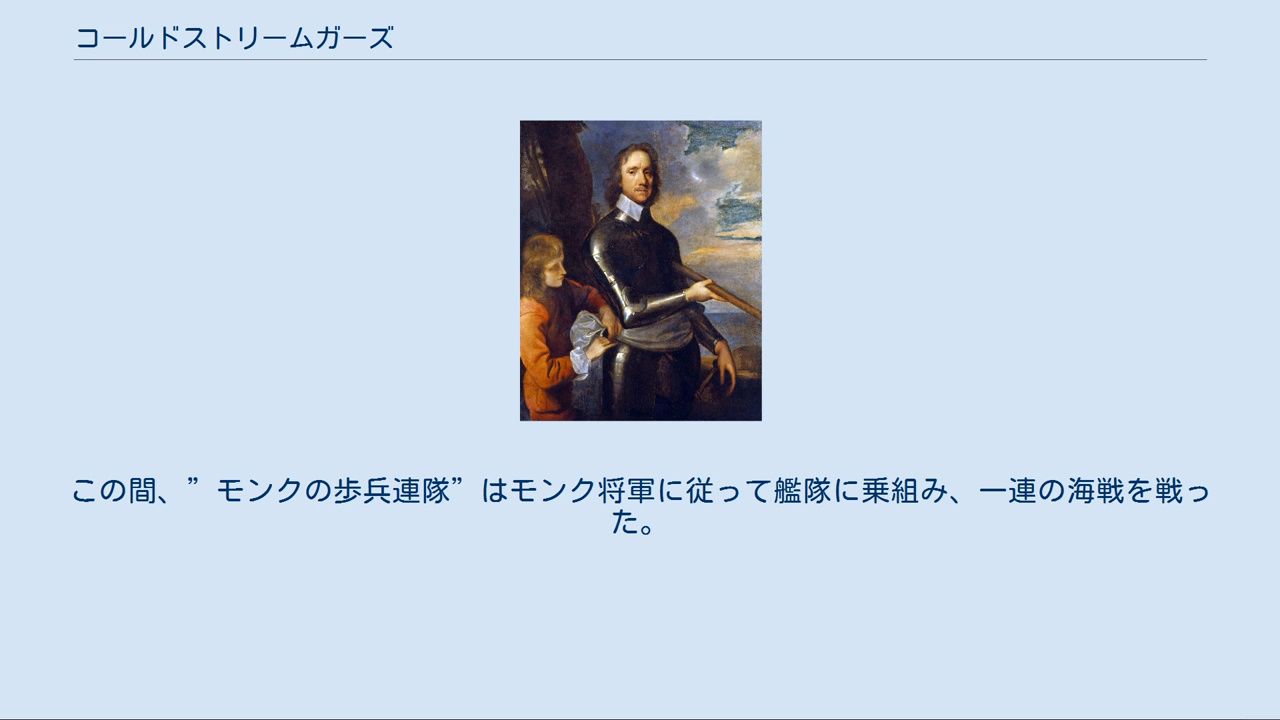 コールドストリームガーズ
この間、”モンクの歩兵連隊”はモンク将軍に従って艦隊に乗組み、一連の海戦を戦っ
た。